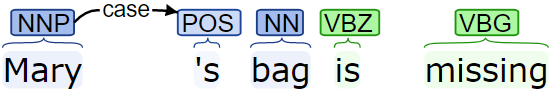 NNP case POS NN VBZ VBG
Mary 's bag is missing